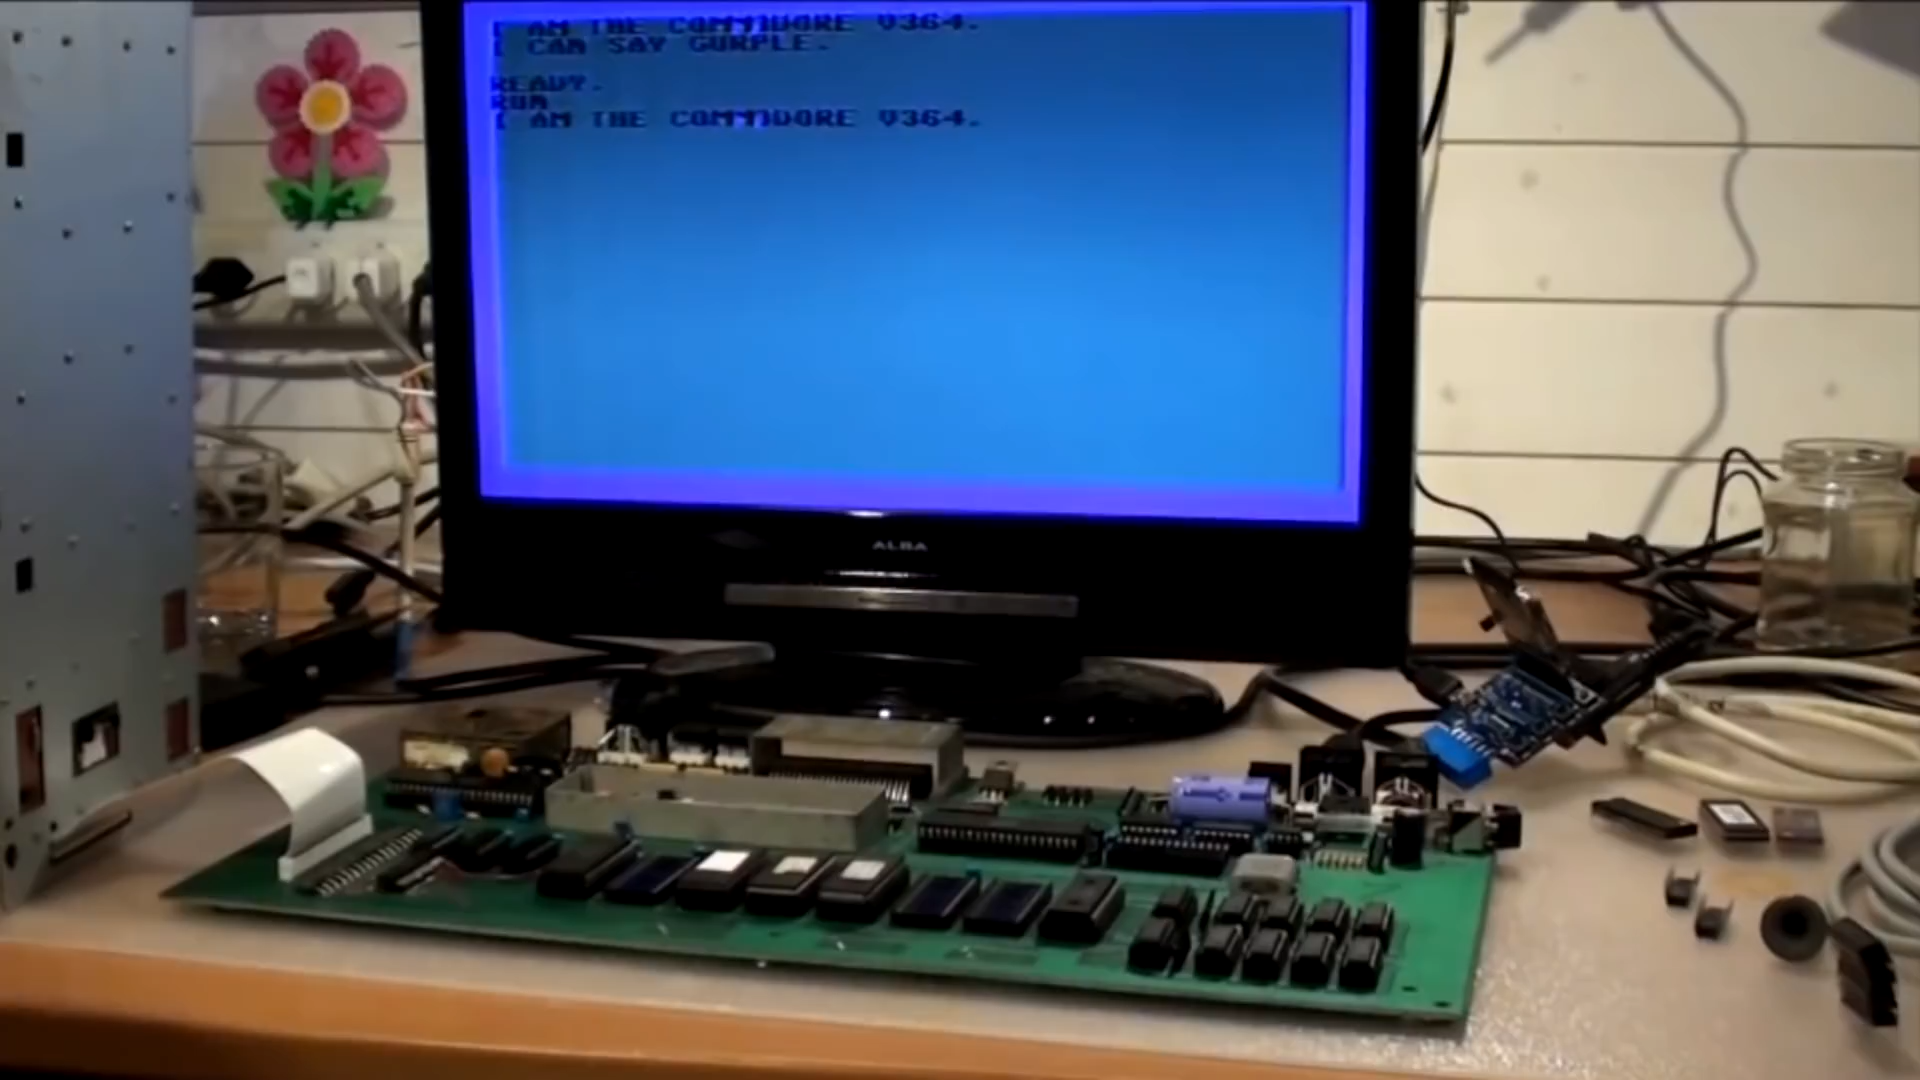 I AM THE COMMODORE V364.
I CAN SAY GURPLE.
READY.
RUN
I AM THE COMMODORE V364.
ALBA